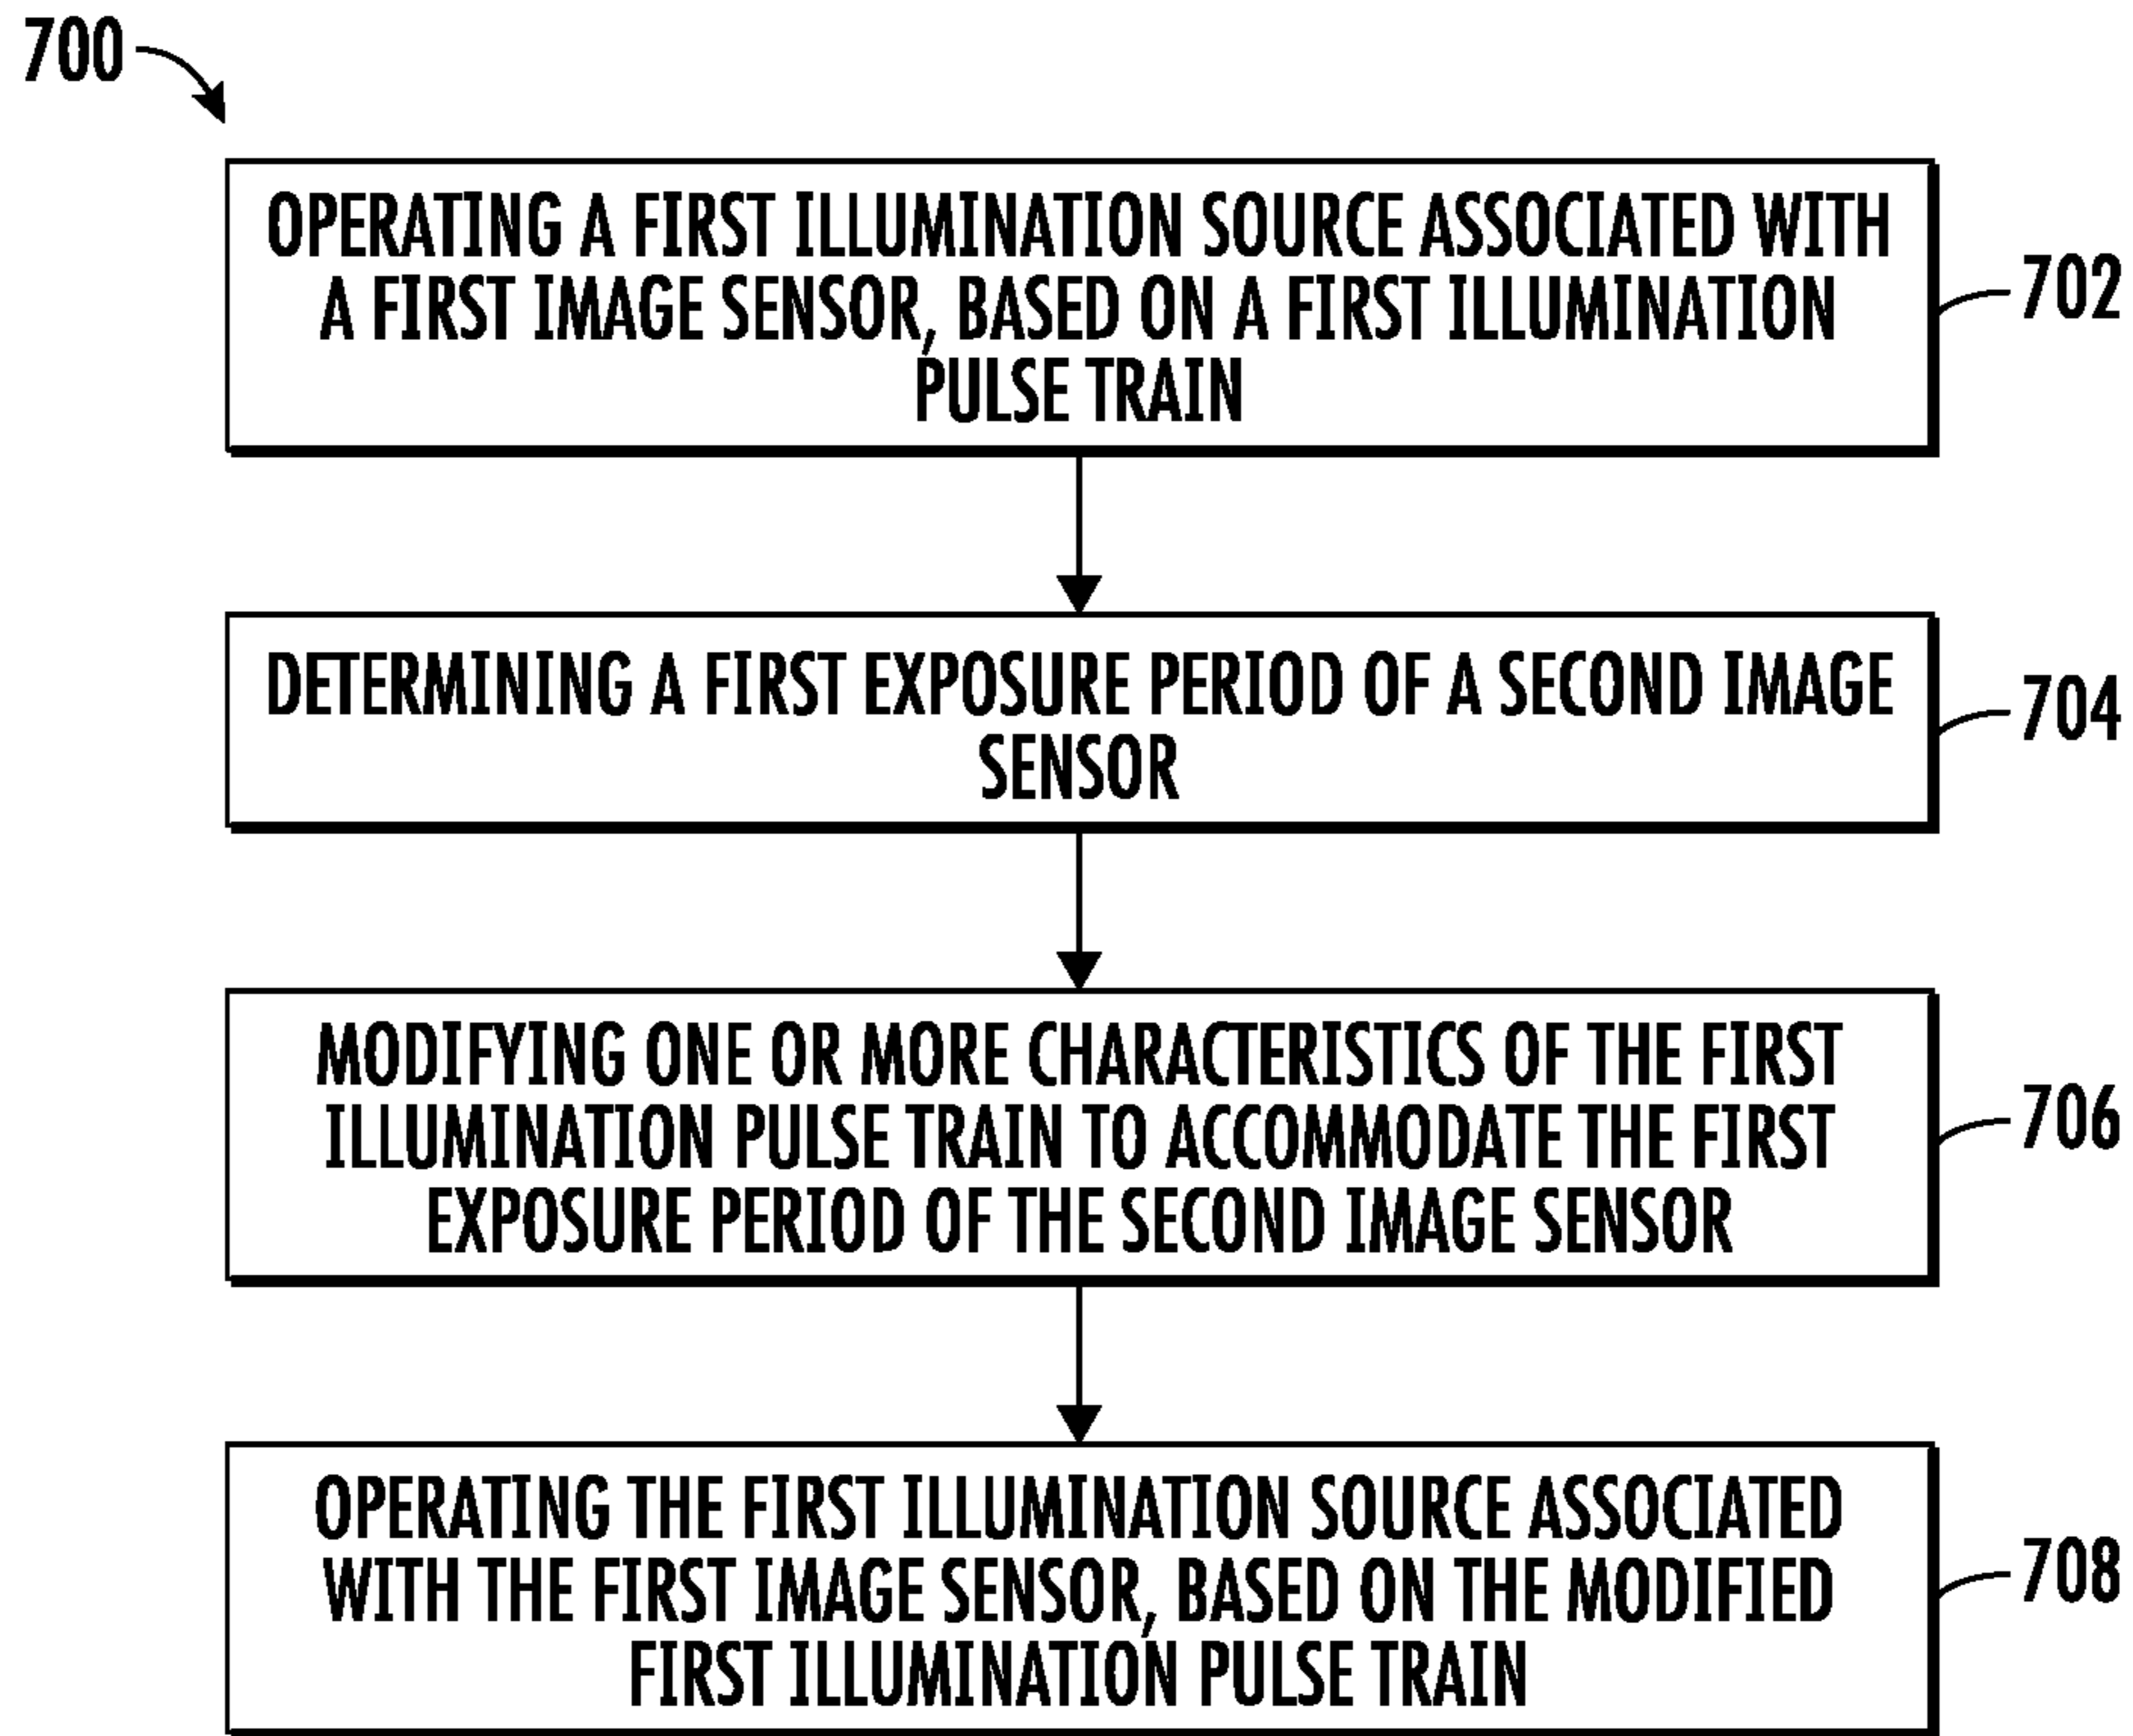 700
OPERATING A FIRST ILLUMINATION SOURCE ASSOCIATED WITH
A FIRST IMAGE SENSOR, BASED ON A FIRST ILLUMINATION
PULSE TRAIN
702
DETERMINING A FIRST EXPOSURE PERIOD OF A SECOND IMAGE
SENSOR
704
MODIFYING ONE OR MORE CHARACTERISTICS OF THE FIRST
ILLUMINATION PULSE TRAIN TO ACCOMMODATE THE FIRST
EXPOSURE PERIOD OF THE SECOND IMAGE SENSOR
706
OPERATING THE FIRST ILLUMINATION SOURCE ASSOCIATED
WITH THE FIRST IMAGE SENSOR, BASED ON THE MODIFIED
FIRST ILLUMINATION PULSE TRAIN
708